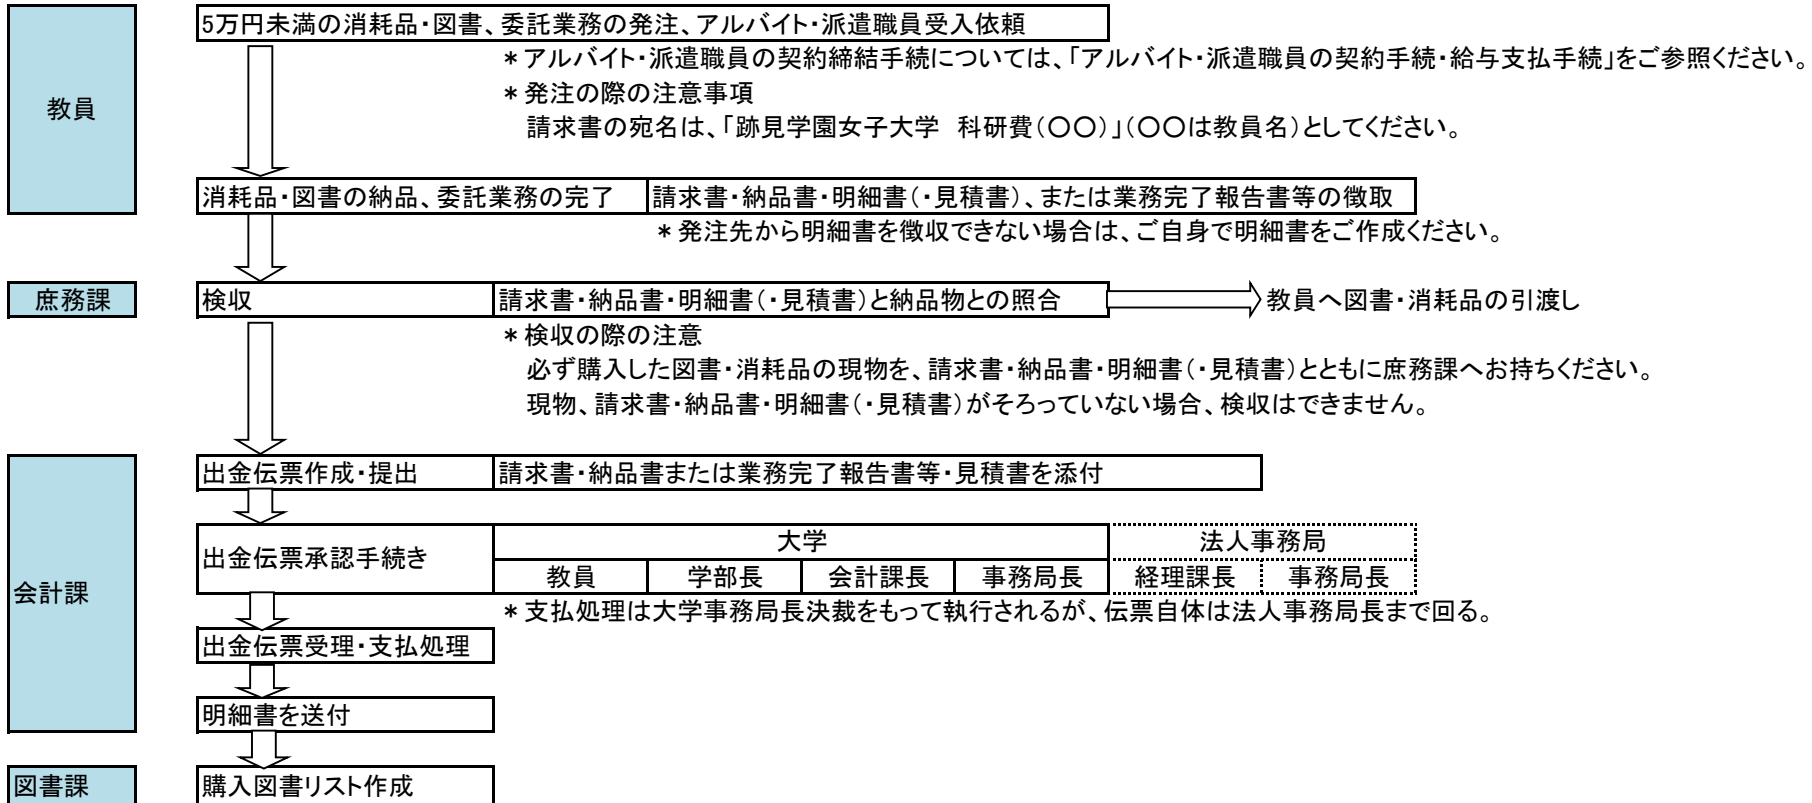 5万円未満の消耗品・図書、委託業務の発注、アルバイト・派遣職員受入依頼
＊アルバイト・派遣職員の契約締結手続については、「アルバイト・派遣職員の契約手続・給与支払手続」をご参照ください。
教員
＊発注の際の注意事項
請求書の宛名は、「跡見学園女子大学　科研費（〇〇）」（〇〇は教員名）としてください。
消耗品・図書の納品、委託業務の完了 請求書・納品書・明細書（・見積書）、または業務完了報告書等の徴取
＊発注先から明細書を徴収できない場合は、ご自身で明細書をご作成ください。
庶務課 検収 請求書・納品書・明細書（・見積書）と納品物との照合 教員へ図書・消耗品の引渡し
＊検収の際の注意
必ず購入した図書・消耗品の現物を、請求書・納品書・明細書（・見積書）とともに庶務課へお持ちください。
現物、請求書・納品書・明細書（・見積書）がそろっていない場合、検収はできません。
出金伝票作成・提出 請求書・納品書または業務完了報告書等・見積書を添付
出金伝票承認手続き 大学 法人事務局
教員 学部長 会計課長 事務局長 経理課長 事務局長
会計課
＊支払処理は大学事務局長決裁をもって執行されるが、伝票自体は法人事務局長まで回る。
出金伝票受理・支払処理
明細書を送付
図書課 購入図書リスト作成